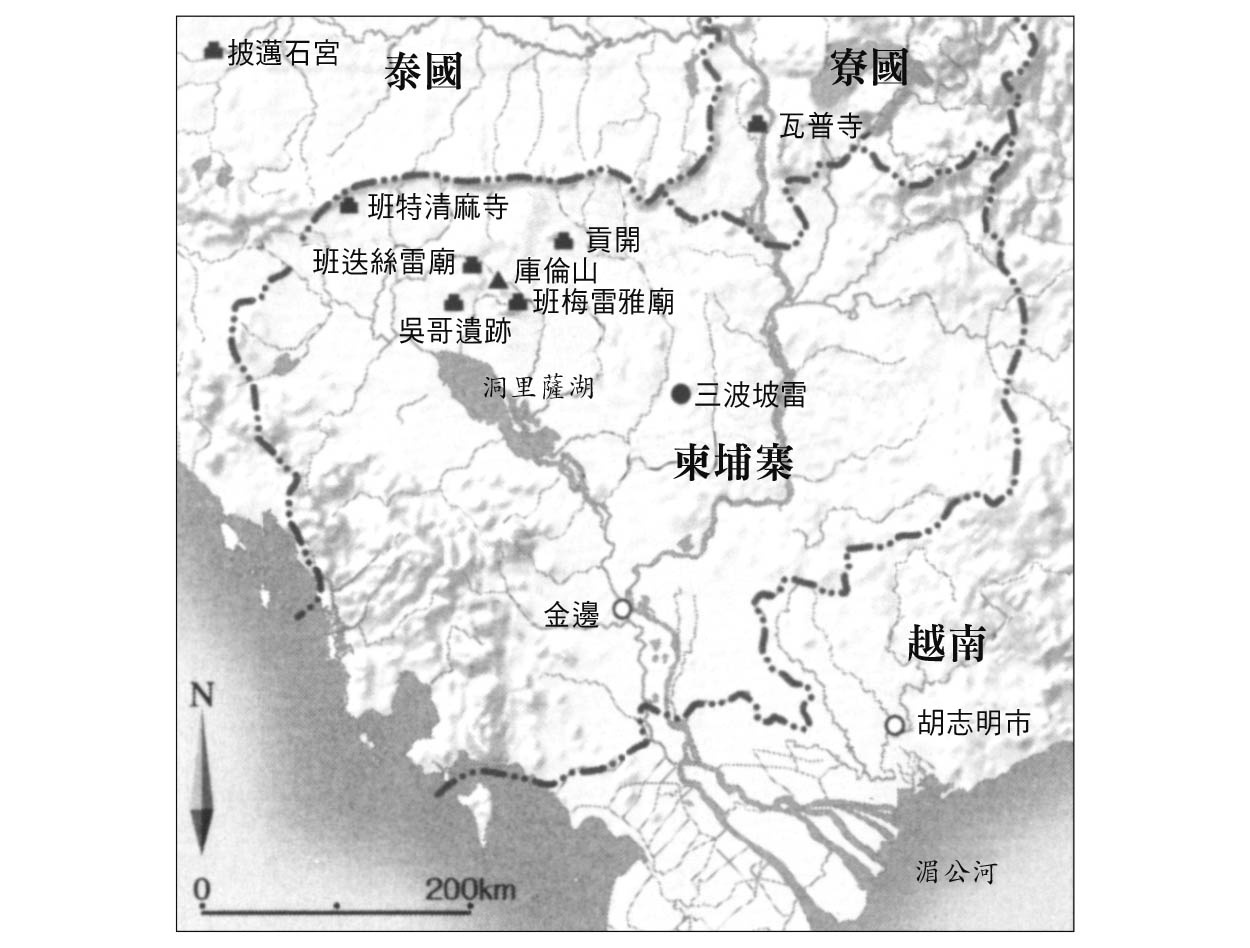 披邁石宮
泰國
寮國
瓦普寺
班特清麻寺
貢開
班迭絲雷廟
庫倫山
班梅雷雅廟
吳哥遺跡
洞里薩湖
三波坡雷
柬埔寨
金邊
越南
N
胡志明市
湄公河
0
200km